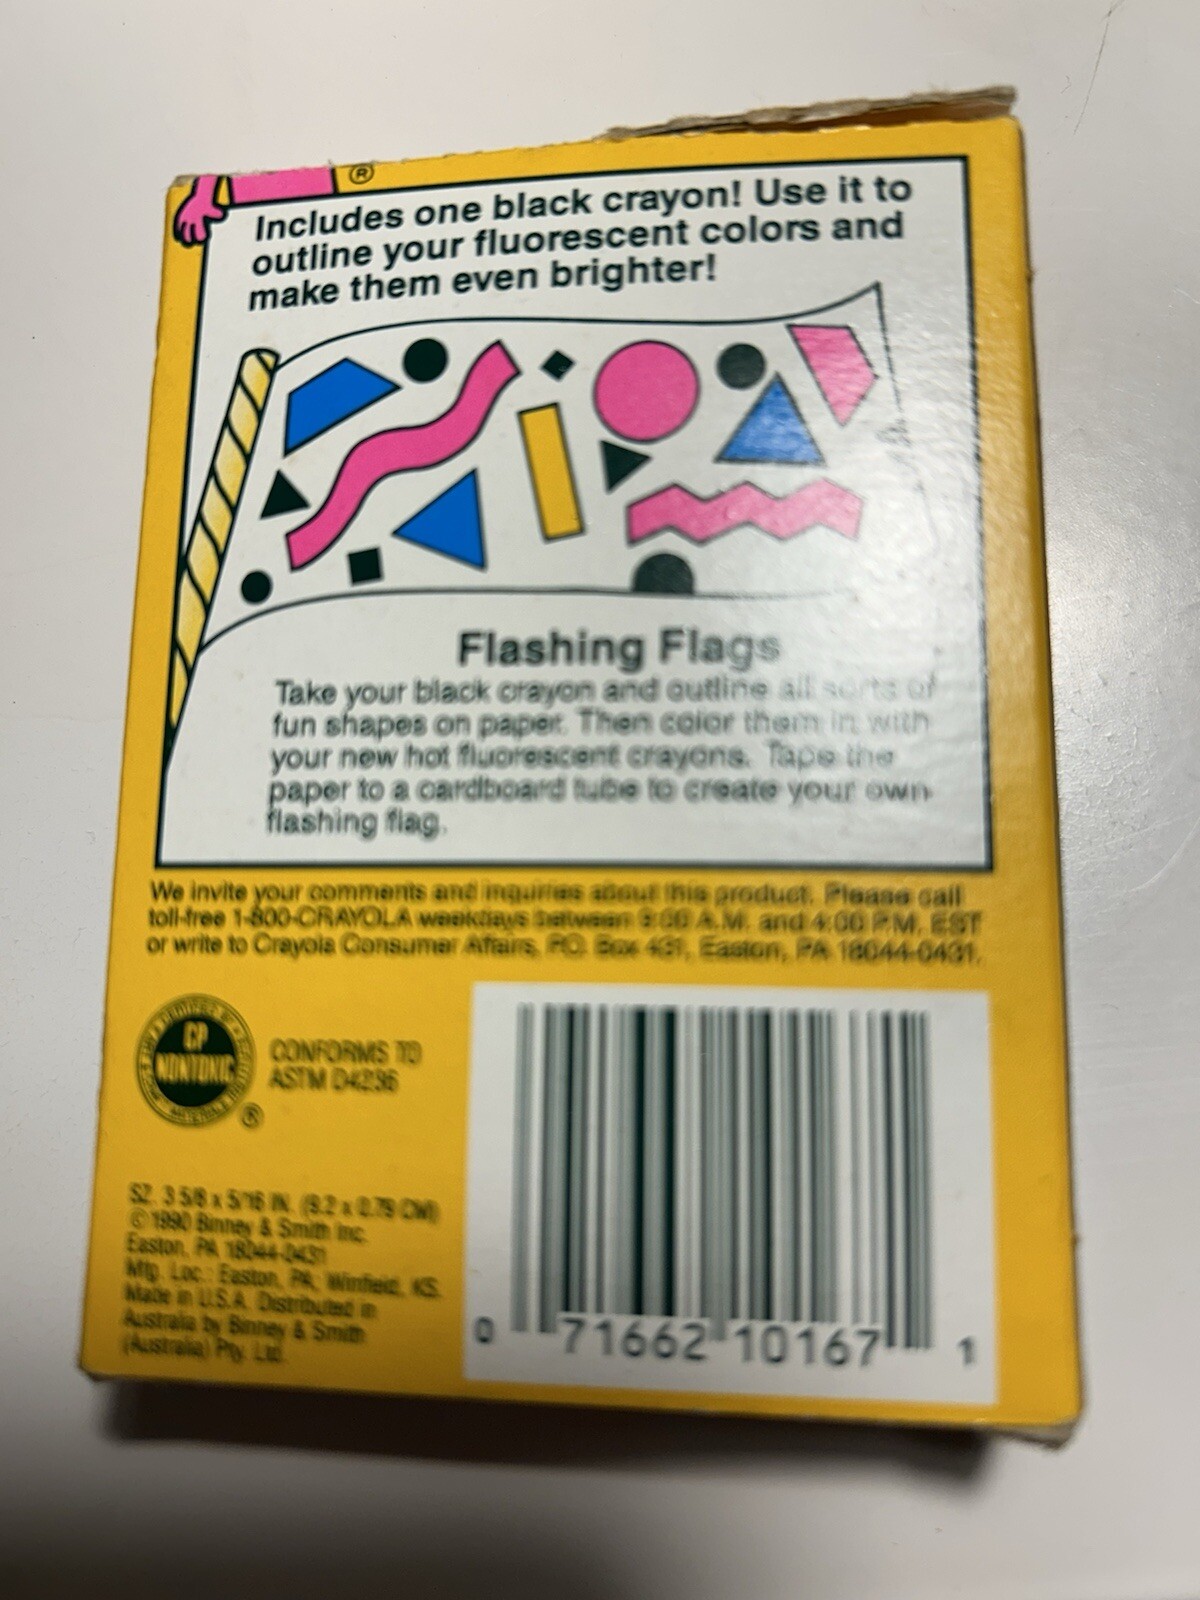 ®
Includes one black crayon! Use it to
outline your fluorescent colors and
make them even brighter!
Flashing Flags
Take your black crayon and outline all sorts of
fun shapes on paper. Then color them in with
your new hot fluorescent crayons. Tape the
paper to a cardboard tube to create your own
flashing flag.
We invite your comments and inquiries about this product. Please call
toll-free 1-800-CRAYOLA weekdays between 9:00 A.M. and 4:00 P.M. EST
or write to Crayola Consumer Affairs, P.O. Box 431, Easton, PA 18044-0431.
CP
NONTOXIC
®
CONFORMS TO
ASTM D4236
SZ. 3 5/8 x 5/16 IN. (9.2 x 0.79 CM)
© 1990 Binney & Smith Inc.
Easton, PA 18044-0431
Mfg. Loc.: Easton, PA; Winfield, KS.
Made in U.S.A. Distributed in
Australia by Binney & Smith
(Australia) Pty. Ltd.
0 71662 10167 1